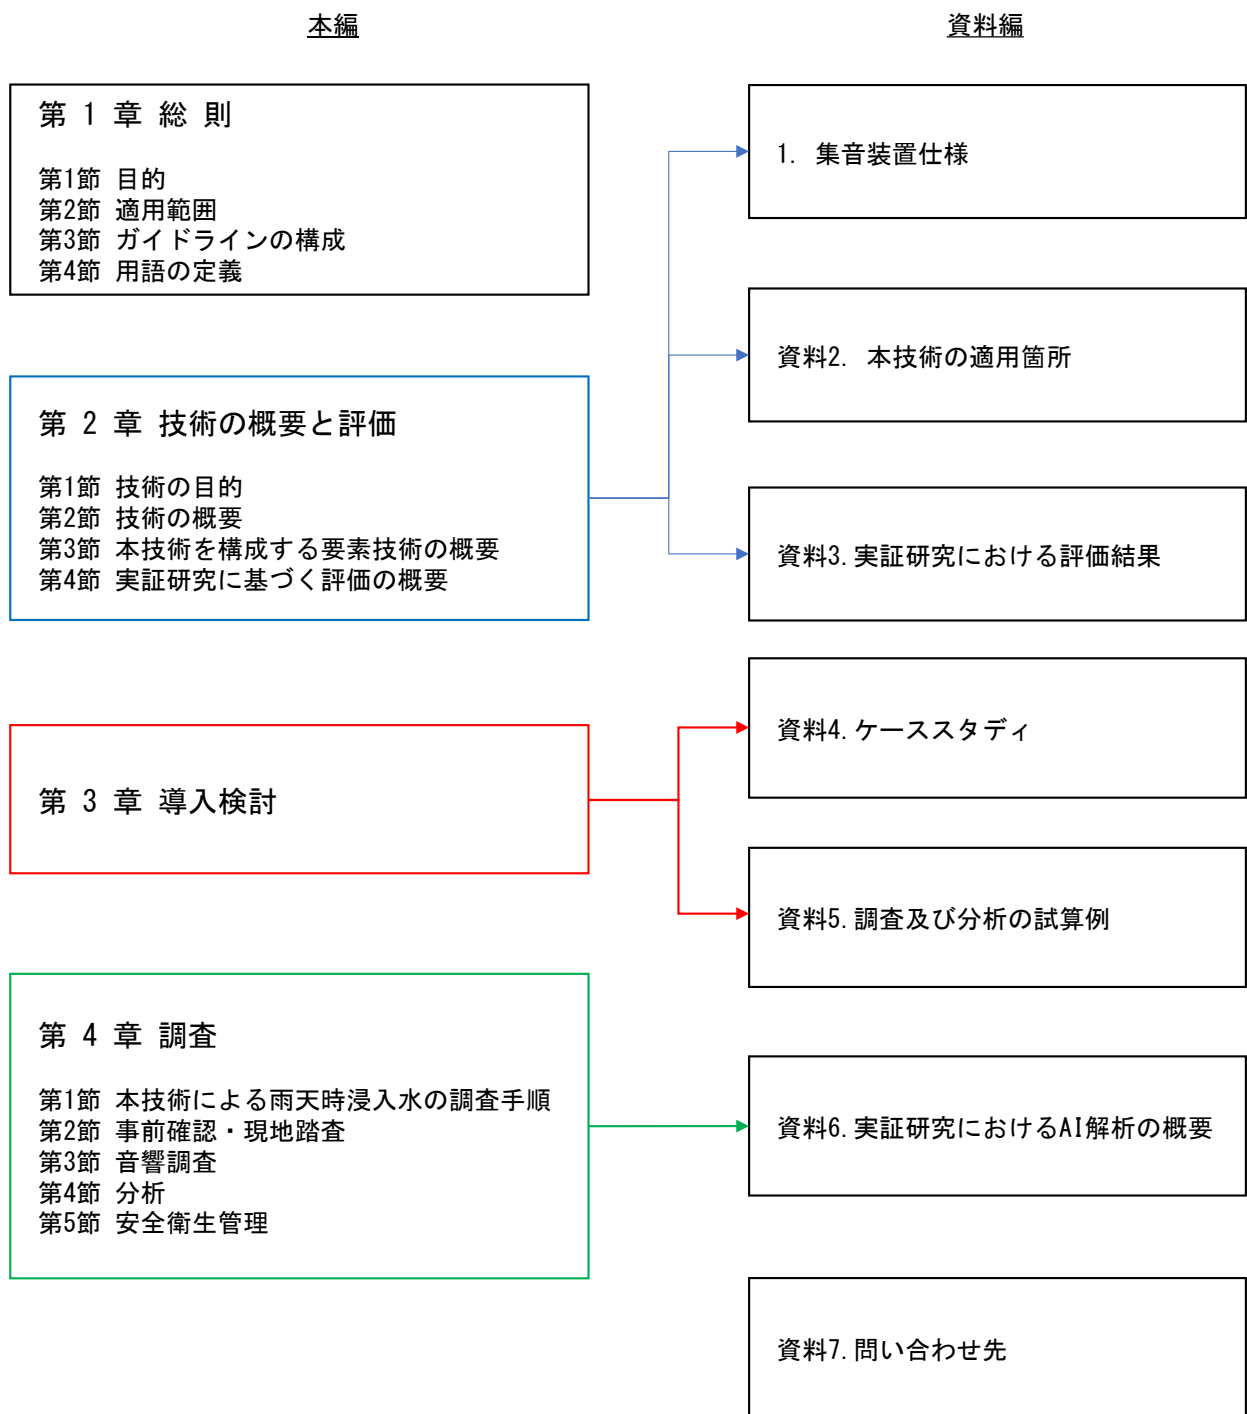 本編
第 1 章 総 則
第1節 目的
第2節 適用範囲
第3節 ガイドラインの構成
第4節 用語の定義
第 2 章 技術の概要と評価
第1節 技術の目的
第2節 技術の概要
第3節 本技術を構成する要素技術の概要
第4節 実証研究に基づく評価の概要
第 3 章 導入検討
第 4 章 調査
第1節 本技術による雨天時浸入水の調査手順
第2節 事前確認・現地踏査
第3節 音響調査
第4節 分析
第5節 安全衛生管理
資料編
1. 集音装置仕様
資料2. 本技術の適用箇所
資料3.実証研究における評価結果
資料4.ケーススタディ
資料5.調査及び分析の試算例
資料6.実証研究におけるAI解析の概要
資料7.問い合わせ先